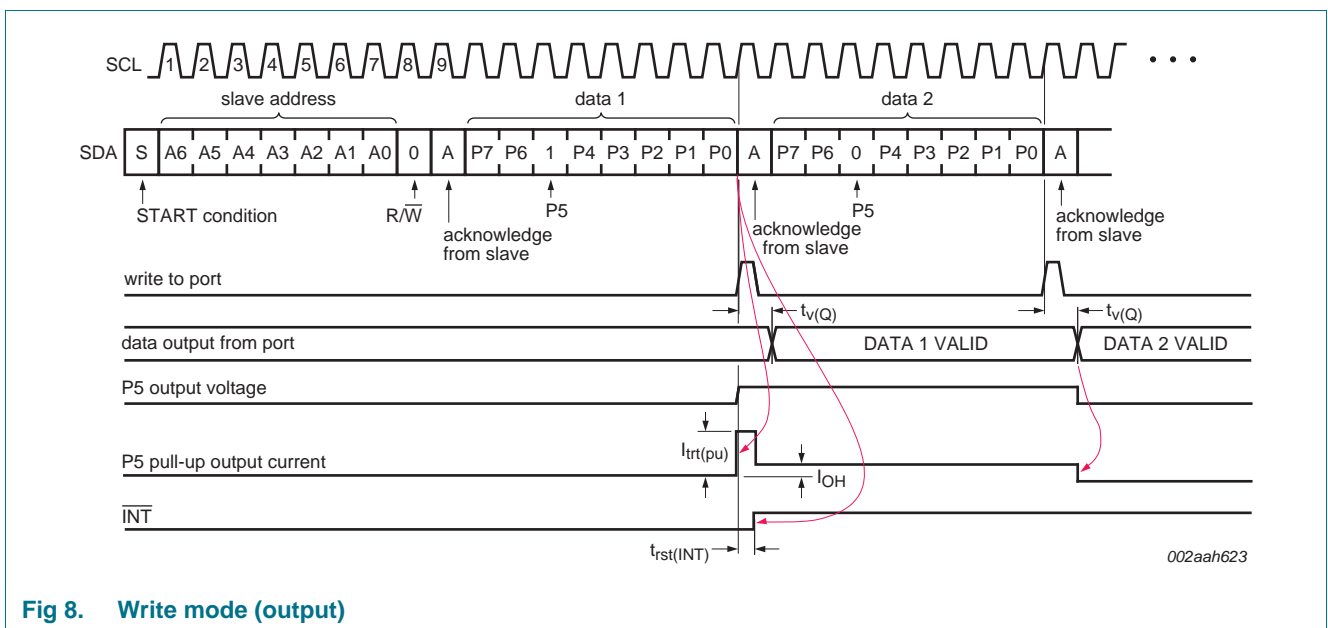 SCL 1 2 3 4 5 6 7 8 9
slave address data 1 data 2
SDA S A6 A5 A4 A3 A2 A1 A0 0 A P7 P6 1 P4 P3 P2 P1 P0 A P7 P6 0 P4 P3 P2 P1 P0 A
START condition R/W̅ P5 P5
acknowledge from slave
acknowledge from slave
acknowledge from slave
write to port
tv(Q) tv(Q)
data output from port DATA 1 VALID DATA 2 VALID
P5 output voltage
Itrt(pu)
P5 pull-up output current
IOH
I̅N̅T̅
trst(INT)
002aah623
Fig 8. Write mode (output)